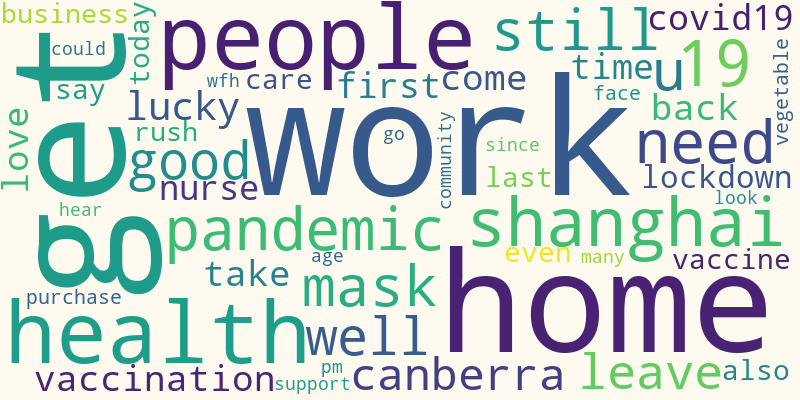 business
people
still
covid19
could
today
get
wfh
care
first
come
time
u
19
say
face
vegetable
love
lucky
work
back
rush
go
community
since
need
good
nurse
last
lockdown
look
hear
pandemic
shanghai
age
even
many
vaccine
take
mask
home
purchase
health
well
pm
vaccination
support
canberra
leave
also